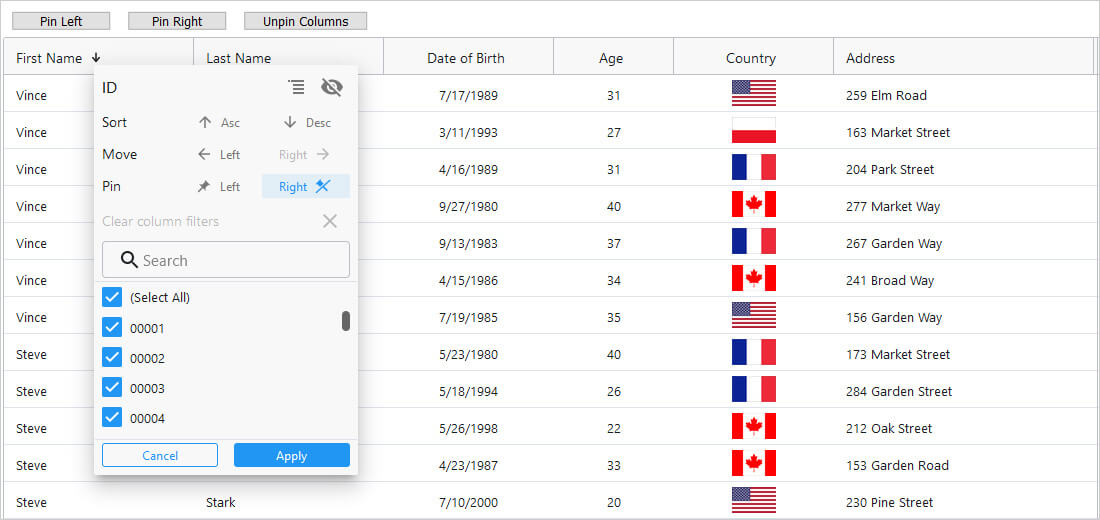 Pin Left Pin Right Unpin Columns
First Name Last Name Date of Birth Age Country Address
Vince 7/17/1989 31 259 Elm Road
Vince 3/11/1993 27 163 Market Street
Vince 4/16/1989 31 204 Park Street
Vince 9/27/1980 40 277 Market Way
Vince 9/13/1983 37 267 Garden Way
Vince 4/15/1986 34 241 Broad Way
Vince 7/19/1985 35 156 Garden Way
Steve 5/23/1980 40 173 Market Street
Steve 5/18/1994 26 284 Garden Street
Steve 5/26/1998 22 212 Oak Street
Steve 4/23/1987 33 153 Garden Road
Steve Stark 7/10/2000 20 230 Pine Street
ID
Sort Asc Desc
Move Left Right
Pin Left Right
Clear column filters
Search
(Select All)
00001
00002
00003
00004
Cancel Apply